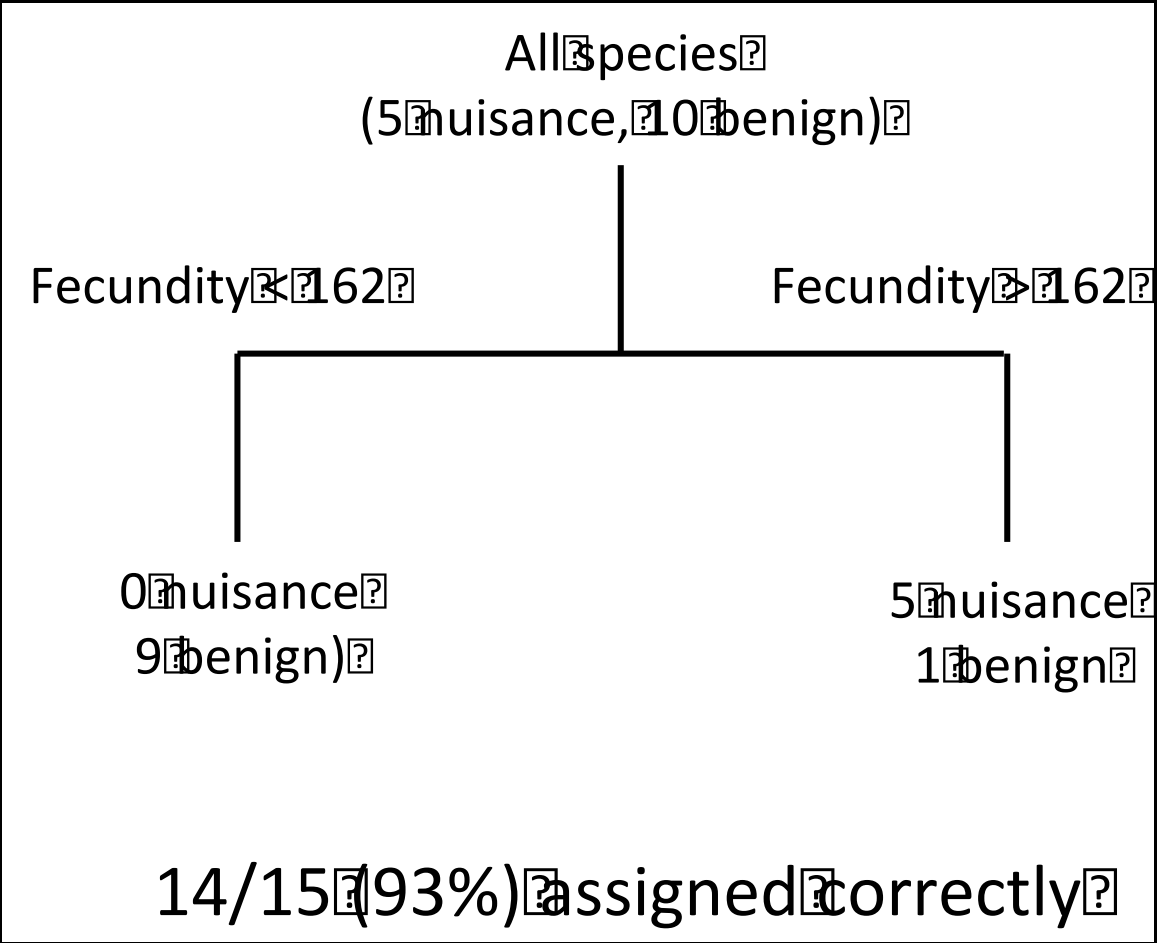 All species
(5 nuisance, 10 benign)
Fecundity < 162
Fecundity > 162
0 nuisance
9 benign)
5 nuisance
1 benign
14/15 (93%) assigned correctly